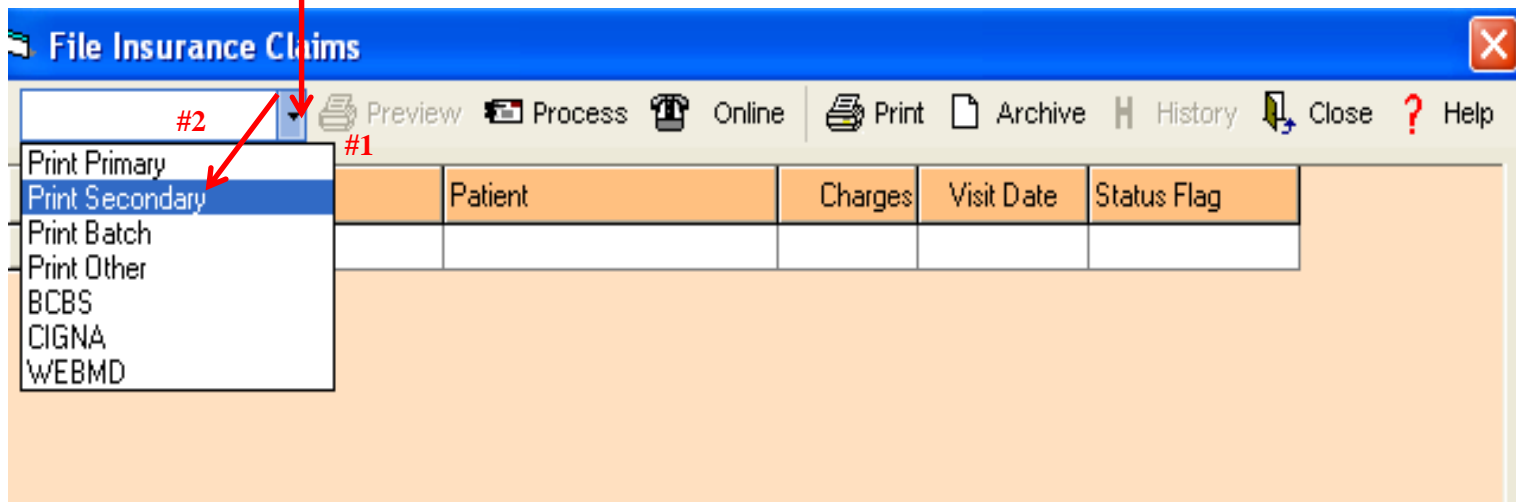 File Insurance Claims
#2 Preview Process Online Print Archive H History Close ? Help
#1
Print Primary
Print Secondary Patient Charges Visit Date Status Flag
Print Batch
Print Other
BCBS
CIGNA
WEBMD